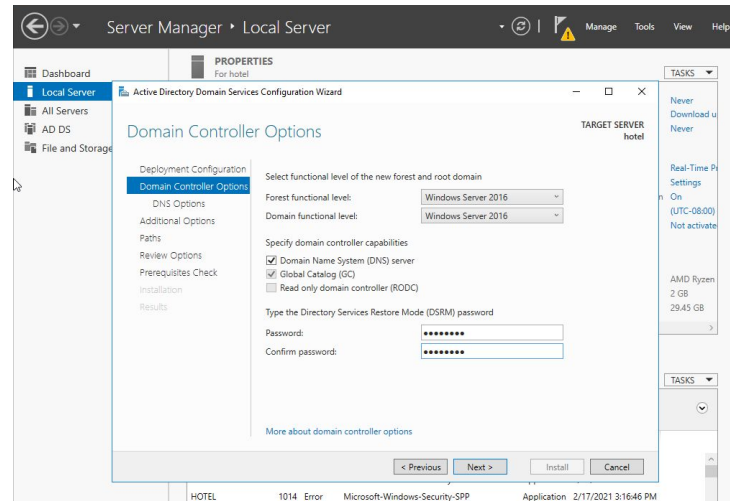 Server Manager • Local Server
Manage Tools View Help
Dashboard
Local Server
All Servers
AD DS
File and Storage
PROPERTIES
For hotel
TASKS
Never
Download u
Never
Real-Time Pr
Settings
n On
(UTC-08:00)
Not activate
AMD Ryzen
2 GB
29.45 GB
TASKS
Active Directory Domain Services Configuration Wizard
Domain Controller Options
TARGET SERVER
hotel
Deployment Configuration
Domain Controller Options
DNS Options
Additional Options
Paths
Review Options
Prerequisites Check
Installation
Results
Select functional level of the new forest and root domain
Forest functional level: Windows Server 2016
Domain functional level: Windows Server 2016
Specify domain controller capabilities
Domain Name System (DNS) server
Global Catalog (GC)
Read only domain controller (RODC)
Type the Directory Services Restore Mode (DSRM) password
Password: ••••••••
Confirm password: ••••••••
More about domain controller options
< Previous Next > Install Cancel
HOTEL 1014 Error Microsoft-Windows-Security-SPP Application 2/17/2021 3:16:46 PM